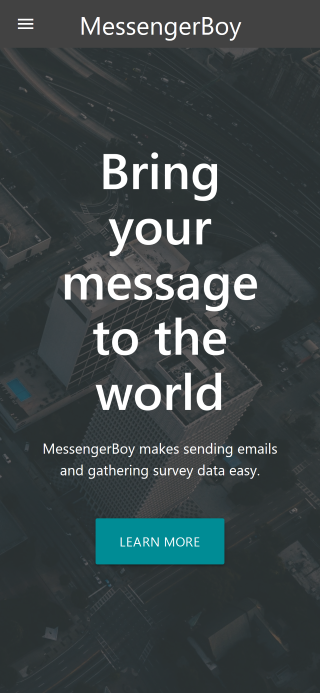 MessengerBoy
Bring
your
message
to the
world
MessengerBoy makes sending emails
and gathering survey data easy.
LEARN MORE